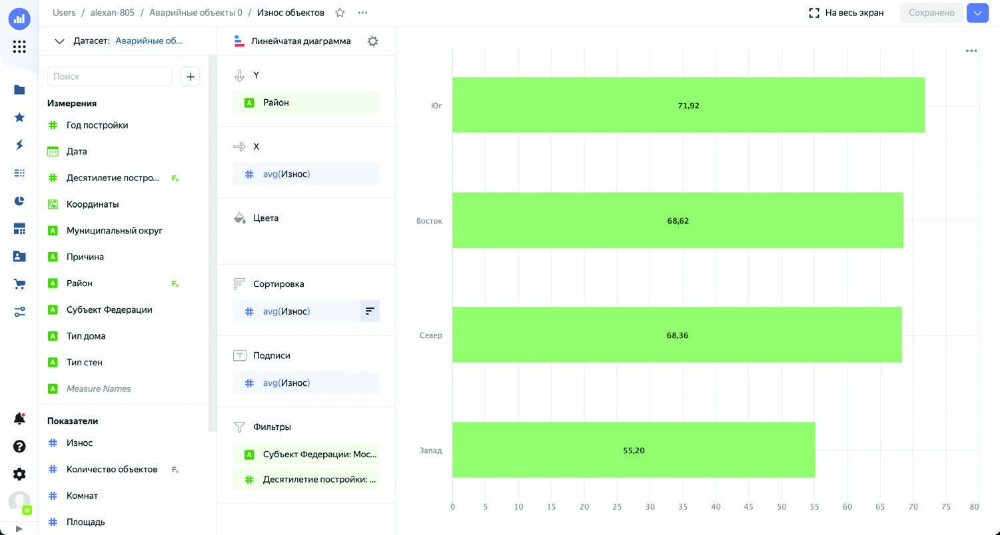 Users / alexan-805 / Аварийные объекты 0 / Износ объектов
На весь экран
Сохранено
Датасет: Аварийные об...
Поиск
Измерения
Год постройки
Дата
Десятилетие постро... Fx
Координаты
A Муниципальный округ
A Причина
A Район Fx
A Субъект Федерации
A Тип дома
A Тип стен
A Measure Names
Показатели
Износ
Количество объектов Fx
Комнат
Площадь
Линейчатая диаграмма
Y
A Район
X
# avg(Износ)
Цвета
Сортировка
# avg(Износ)
T Подписи
# avg(Износ)
Фильтры
A Субъект Федерации: Мос...
# Десятилетие постройки: ...
Юг 71,92
Восток 68,62
Север 68,36
Запад 55,20
0 5 10 15 20 25 30 35 40 45 50 55 60 65 70 75 80